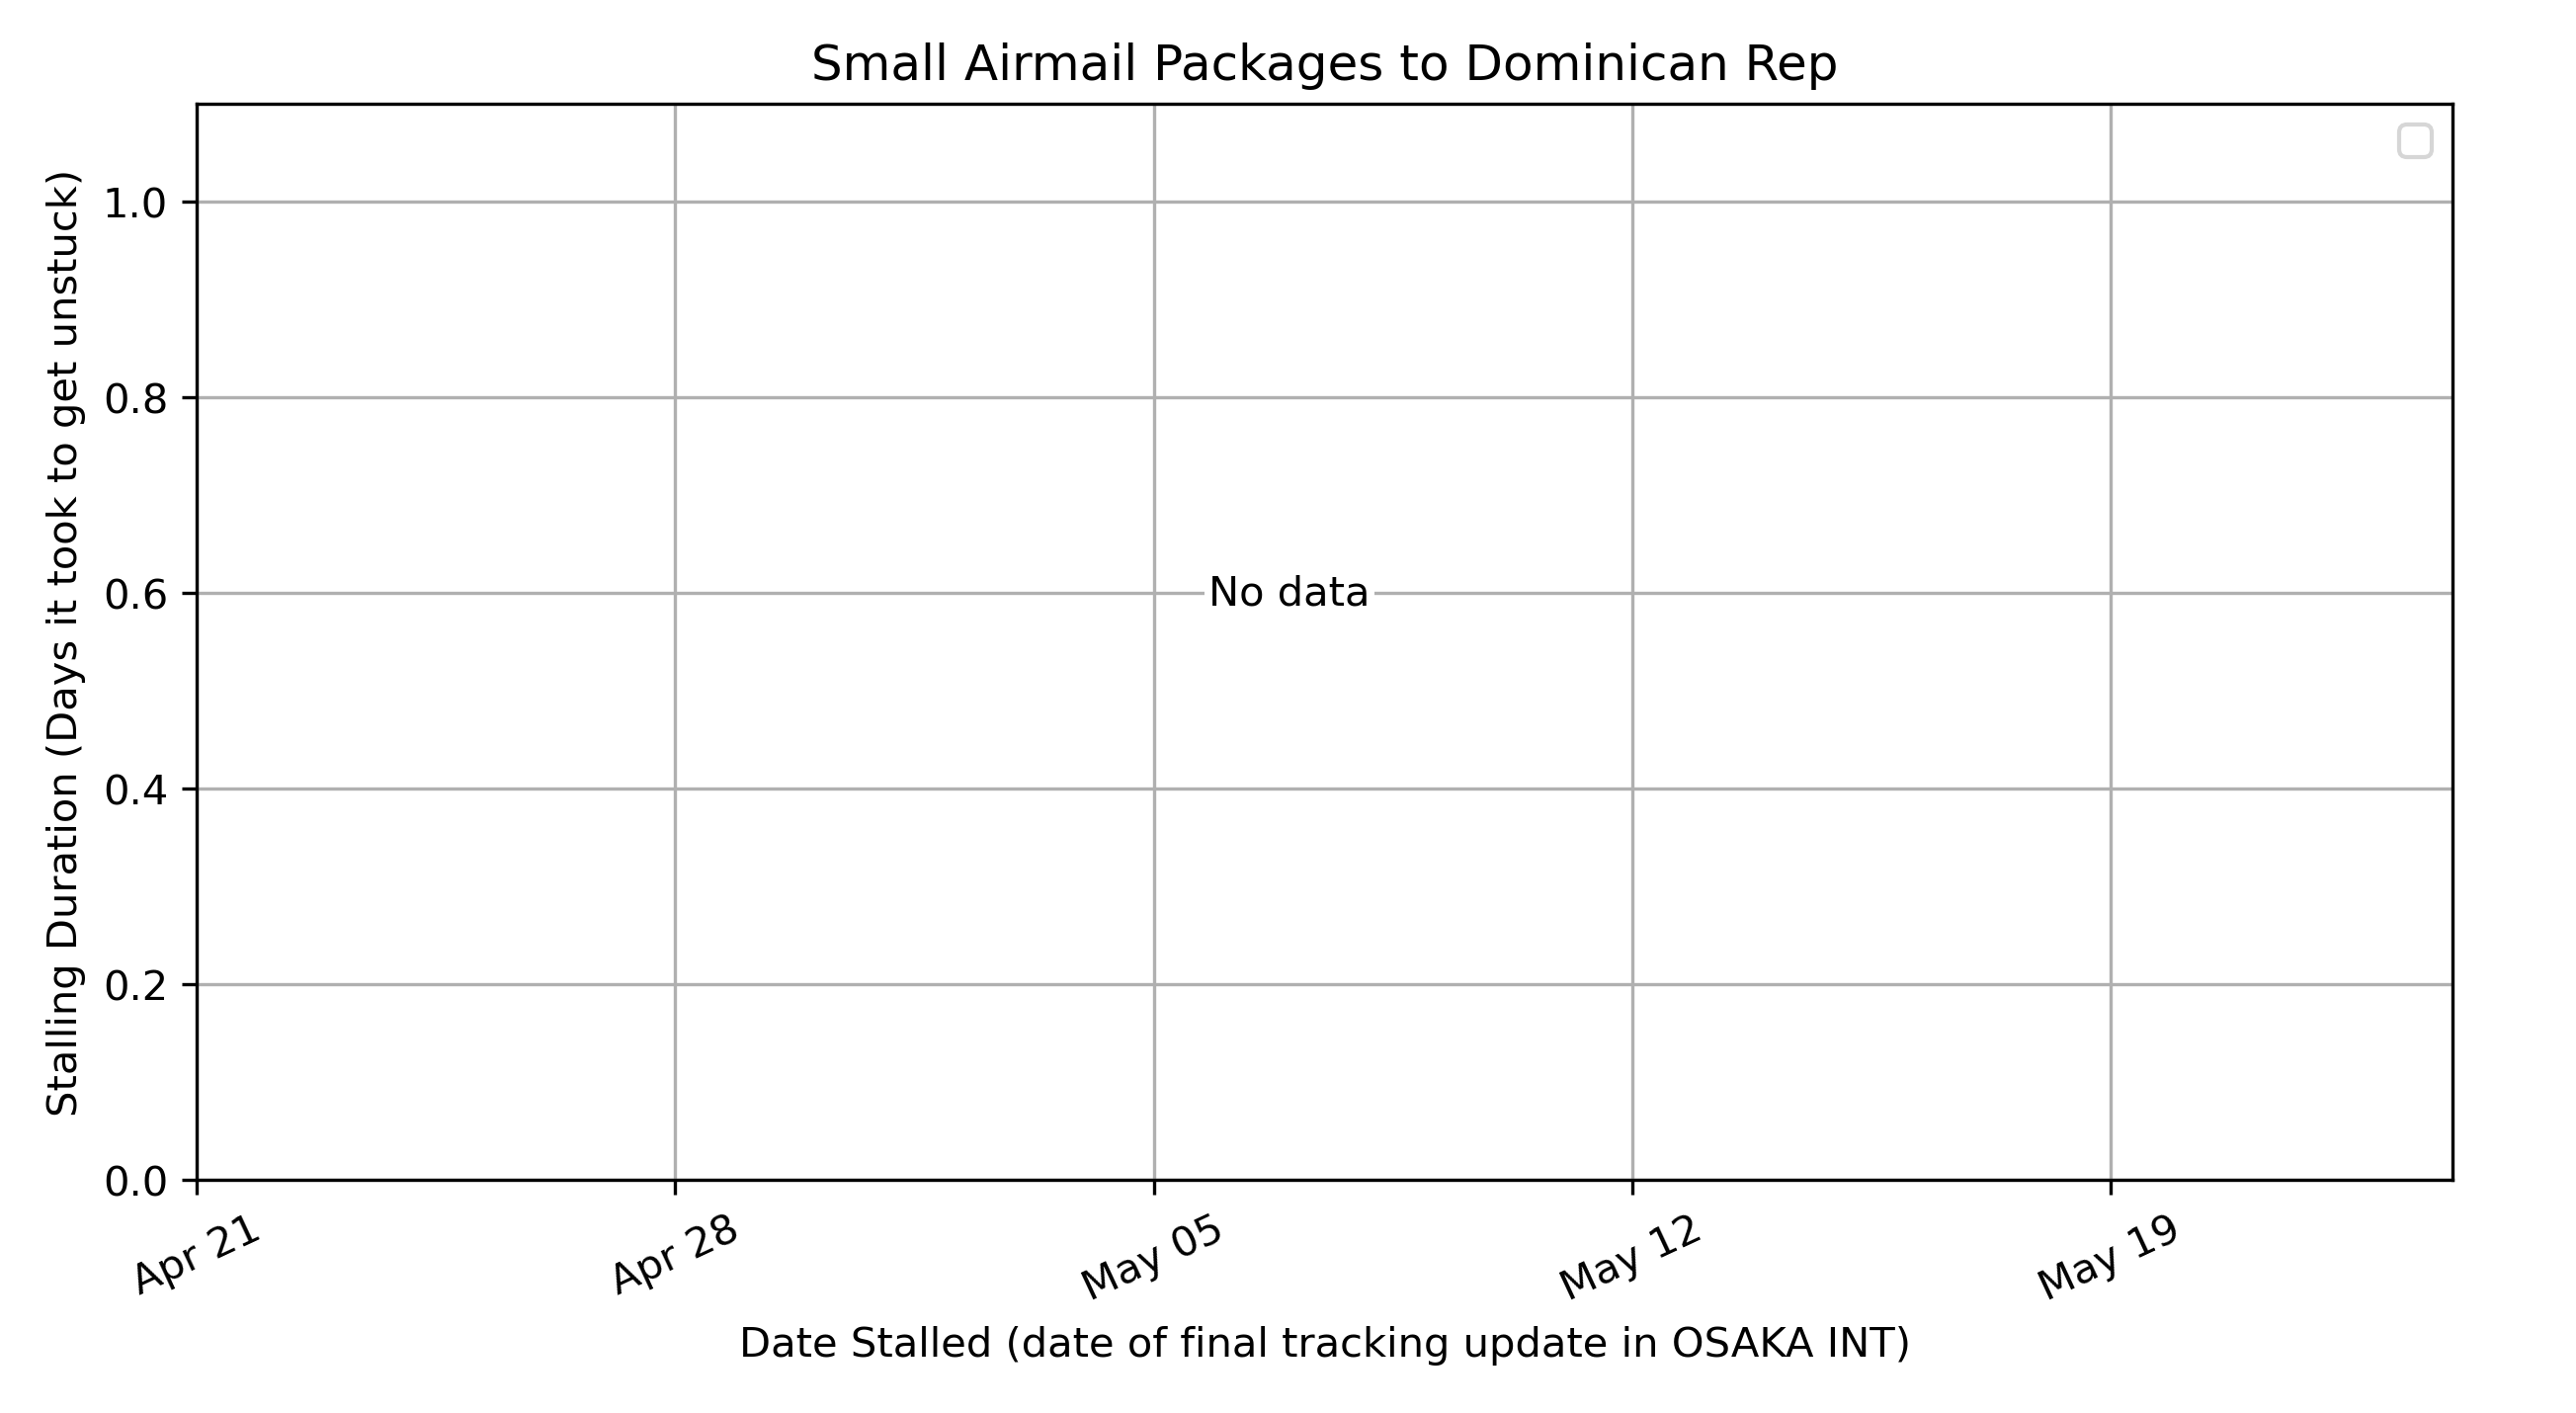 Small Airmail Packages to Dominican Rep
Stalling Duration (Days it took to get unstuck)
1.0
0.8
0.6
0.4
0.2
0.0
No data
Apr 21
Apr 28
May 05
May 12
May 19
Date Stalled (date of final tracking update in OSAKA INT)